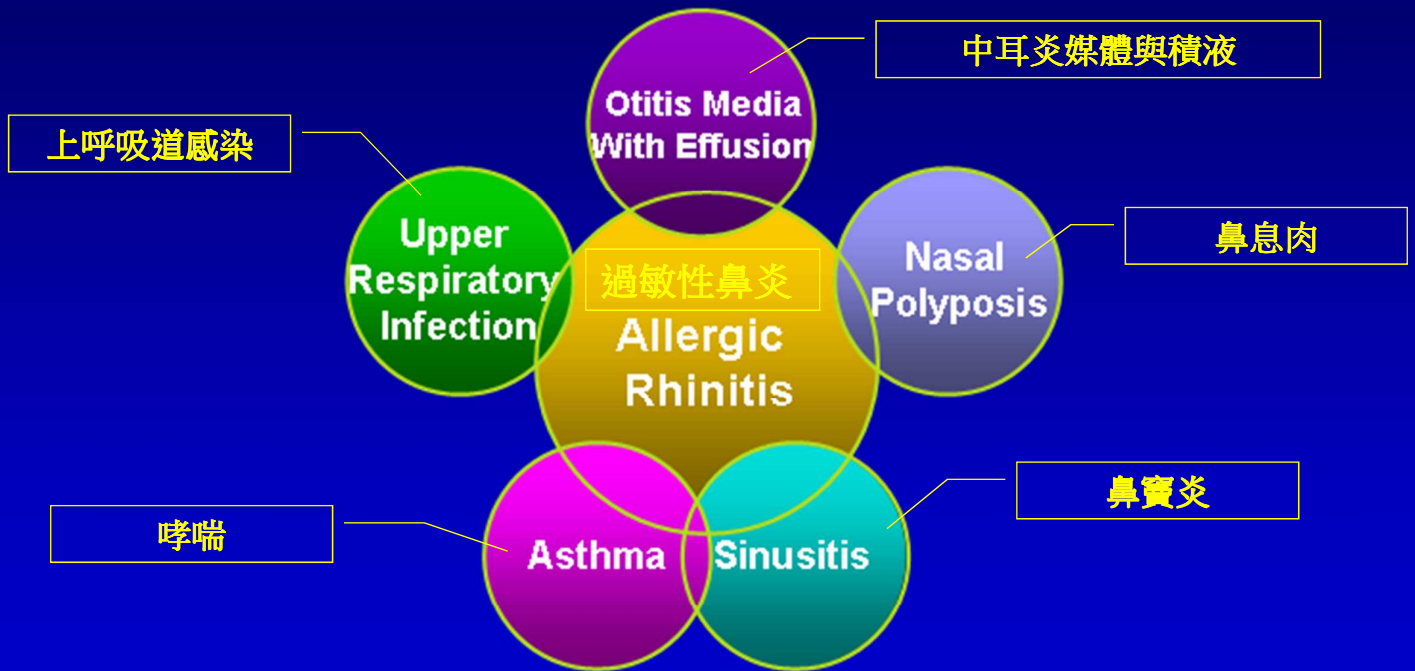 中耳炎媒體與積液
Otitis Media
With Effusion
上呼吸道感染
Upper
Respiratory
Infection
過敏性鼻炎
Allergic
Rhinitis
Nasal
Polyposis
鼻息肉
哮喘
Asthma
Sinusitis
鼻竇炎